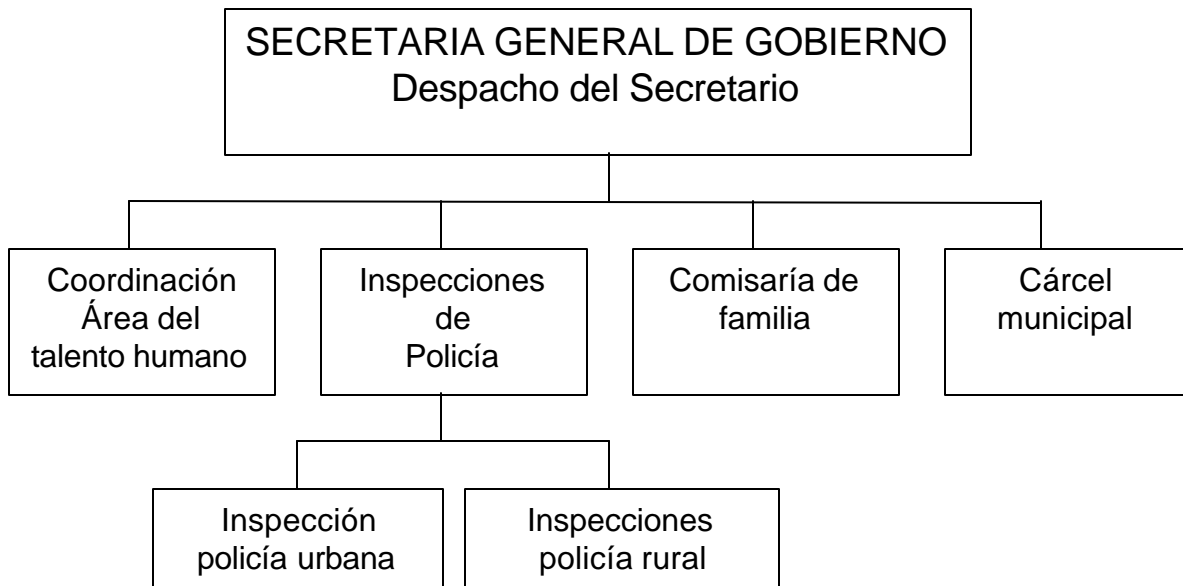 SECRETARIA GENERAL DE GOBIERNO
Despacho del Secretario
Coordinación
Área del
talento humano
Inspecciones
de
Policía
Comisaría de
familia
Cárcel
municipal
Inspección
policía urbana
Inspecciones
policía rural